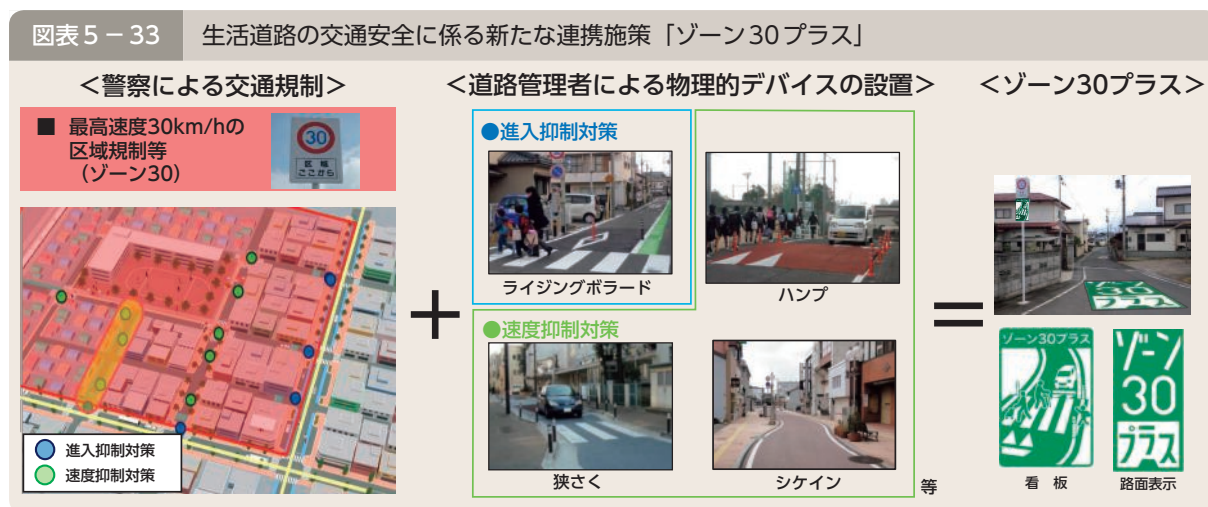 図表5－33 生活道路の交通安全に係る新たな連携施策「ゾーン30プラス」
＜警察による交通規制＞
■ 最高速度30km/hの
区域規制等
（ゾーン30）
30
区域
ここから
進入抑制対策
速度抑制対策
＋
＜道路管理者による物理的デバイスの設置＞
●進入抑制対策
ライジングボラード
ハンプ
●速度抑制対策
狭さく
シケイン
等
＝
＜ゾーン30プラス＞
ゾーン
30
プラス
ゾーン30プラス
看 板
ゾーン
30
プラス
路面表示